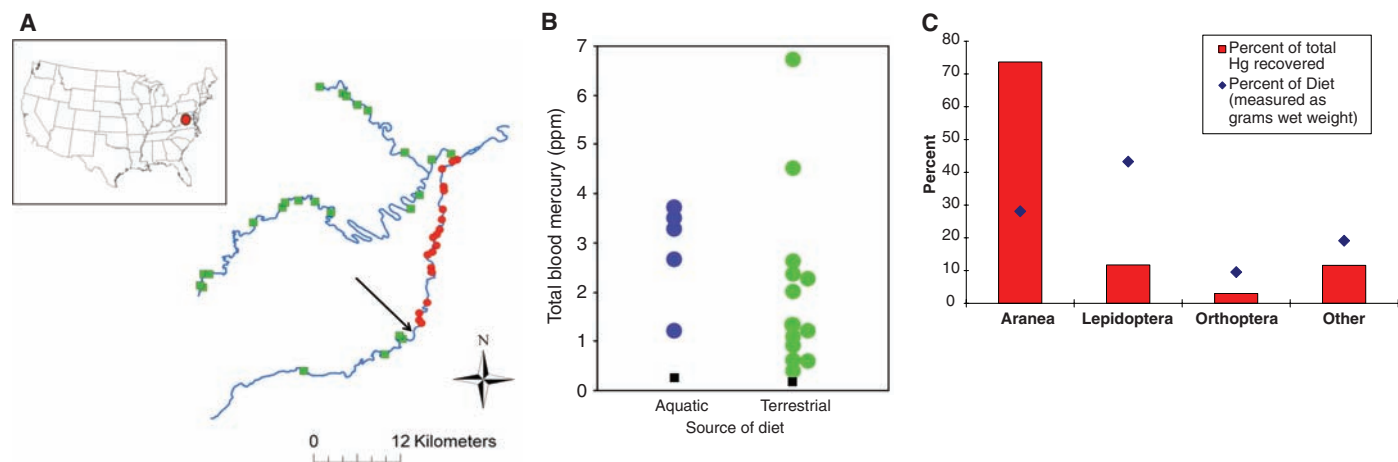 A
N
0 12 Kilometers
B
Total blood mercury (ppm)
7
6
5
4
3
2
1
0
Aquatic Terrestrial
Source of diet
C
Percent of total
Hg recovered
Percent of Diet
(measured as
grams wet weight)
Percent
80
70
60
50
40
30
20
10
0
Aranea Lepidoptera Orthoptera Other